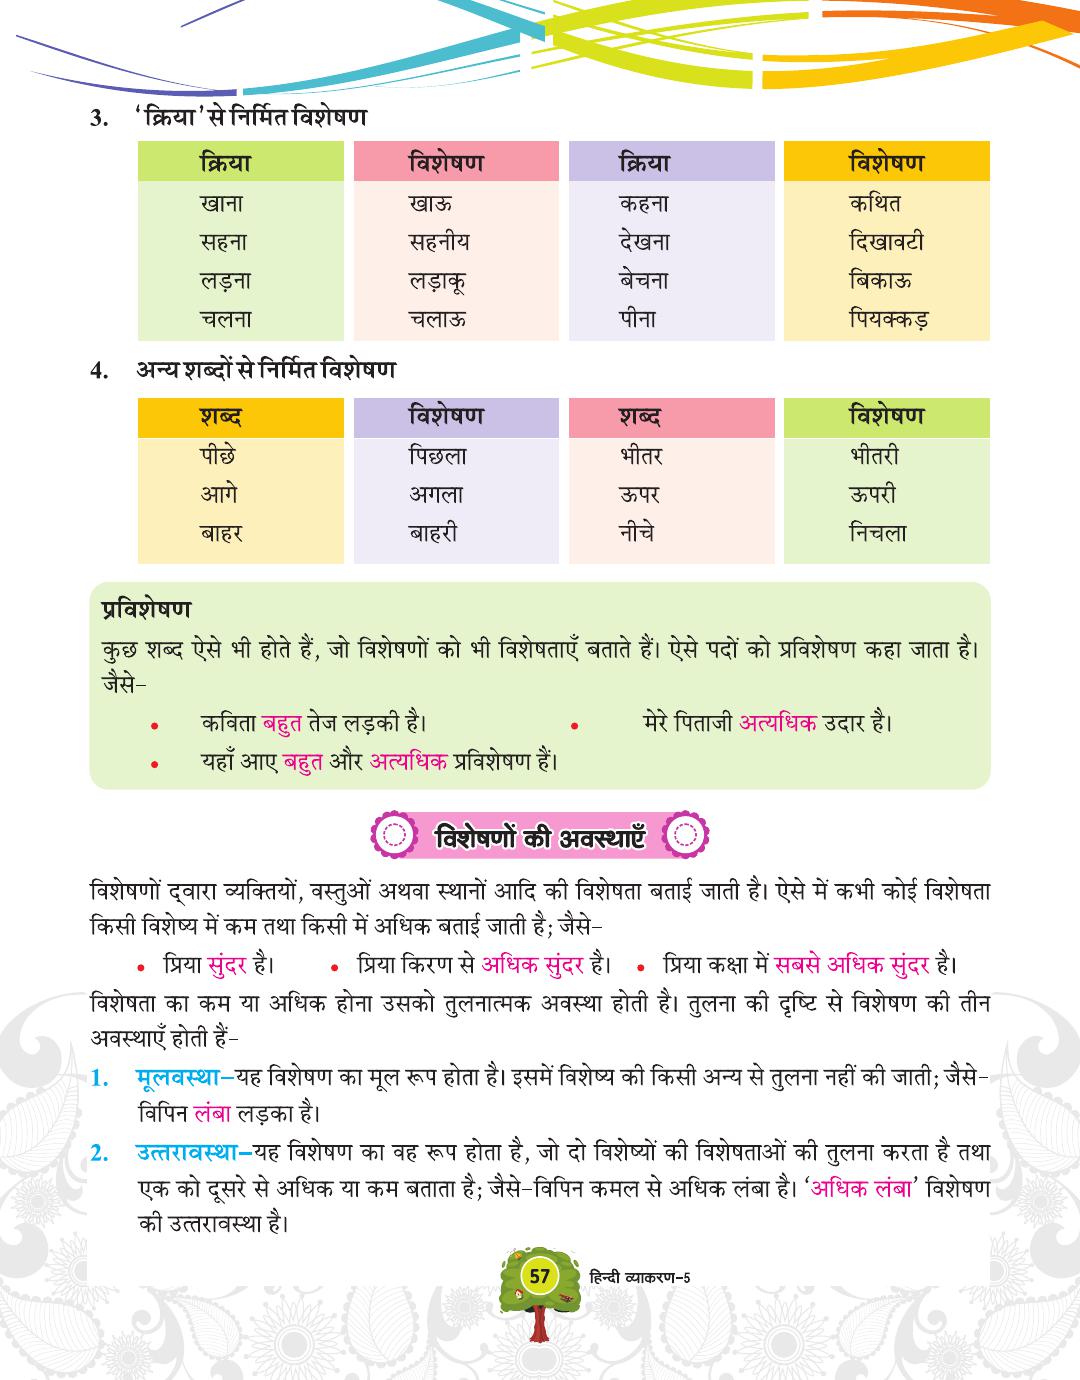 3. ‘क्रिया’ से निर्मित विशेषण
क्रिया विशेषण क्रिया विशेषण
खाना खाऊ कहना कथित
सहना सहनीय देखना दिखावटी
लड़ना लड़ाकू बेचना बिकाऊ
चलना चलाऊ पीना पियक्कड़
4. अन्य शब्दों से निर्मित विशेषण
शब्द विशेषण शब्द विशेषण
पीछे पिछला भीतर भीतरी
आगे अगला ऊपर ऊपरी
बाहर बाहरी नीचे निचला
प्रविशेषण
कुछ शब्द ऐसे भी होते हैं, जो विशेषणों को भी विशेषताएँ बताते हैं। ऐसे पदों को प्रविशेषण कहा जाता है।
जैसे–
• कविता बहुत तेज लड़की है। • मेरे पिताजी अत्यधिक उदार है।
• यहाँ आए बहुत और अत्यधिक प्रविशेषण हैं।
विशेषणों की अवस्थाएँ
विशेषणों द्‌वारा व्यक्तियों, वस्तुओं अथवा स्थानों आदि की विशेषता बताई जाती है। ऐसे में कभी कोई विशेषता
किसी विशेष्य में कम तथा किसी में अधिक बताई जाती है; जैसे–
• प्रिया सुंदर है। • प्रिया किरण से अधिक सुंदर है। • प्रिया कक्षा में सबसे अधिक सुंदर है।
विशेषता का कम या अधिक होना उसको तुलनात्मक अवस्था होती है। तुलना की दृष्टि से विशेषण की तीन
अवस्थाएँ होती हैं–
1. मूलवस्था–यह विशेषण का मूल रूप होता है। इसमें विशेष्य की किसी अन्य से तुलना नहीं की जाती; जैसे–
विपिन लंबा लड़का है।
2. उत्तरावस्था–यह विशेषण का वह रूप होता है, जो दो विशेष्यों की विशेषताओं की तुलना करता है तथा
एक को दूसरे से अधिक या कम बताता है; जैसे–विपिन कमल से अधिक लंबा है। ‘अधिक लंबा’ विशेषण
की उत्तरावस्था है।
57 हिन्दी व्याकरण–5